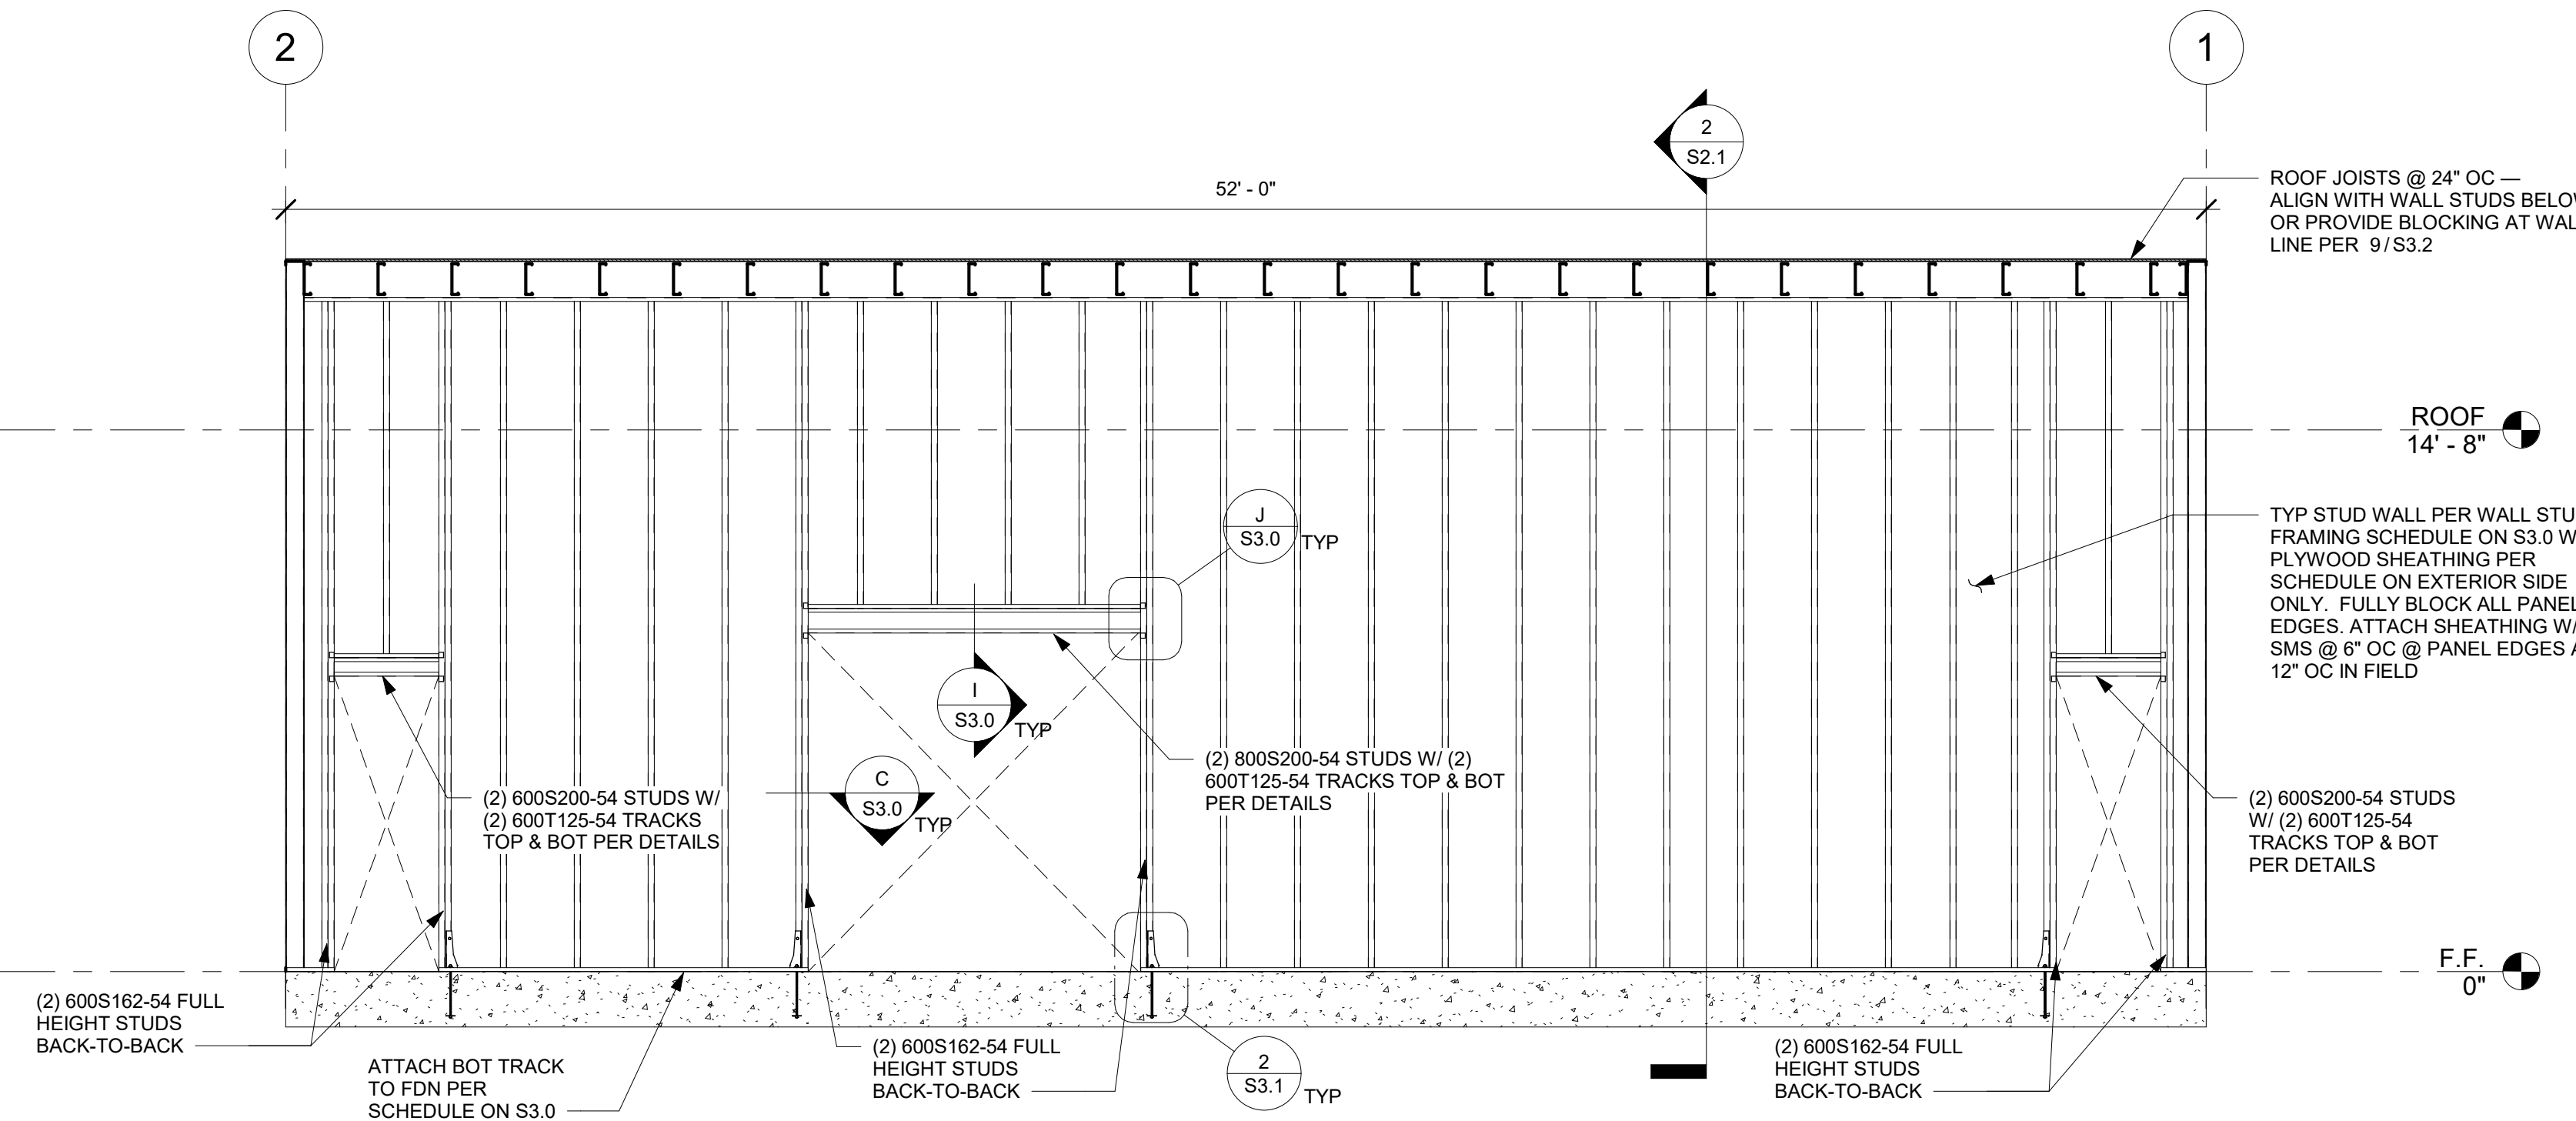 2
1
2
S2.1
52' - 0"
ROOF JOISTS @ 24" OC —
ALIGN WITH WALL STUDS BELOW
OR PROVIDE BLOCKING AT WAL
LINE PER 9/S3.2
ROOF
14' - 8"
J
S3.0
TYP
TYP STUD WALL PER WALL STU
FRAMING SCHEDULE ON S3.0 W
PLYWOOD SHEATHING PER
SCHEDULE ON EXTERIOR SIDE
ONLY. FULLY BLOCK ALL PANEL
EDGES. ATTACH SHEATHING W/
SMS @ 6" OC @ PANEL EDGES A
12" OC IN FIELD
I
S3.0
TYP
C
S3.0
TYP
(2) 600S200-54 STUDS W/
(2) 600T125-54 TRACKS
TOP & BOT PER DETAILS
(2) 800S200-54 STUDS W/ (2)
600T125-54 TRACKS TOP & BOT
PER DETAILS
(2) 600S200-54 STUDS
W/ (2) 600T125-54
TRACKS TOP & BOT
PER DETAILS
F.F.
0"
(2) 600S162-54 FULL
HEIGHT STUDS
BACK-TO-BACK
ATTACH BOT TRACK
TO FDN PER
SCHEDULE ON S3.0
(2) 600S162-54 FULL
HEIGHT STUDS
BACK-TO-BACK
2
S3.1
TYP
(2) 600S162-54 FULL
HEIGHT STUDS
BACK-TO-BACK